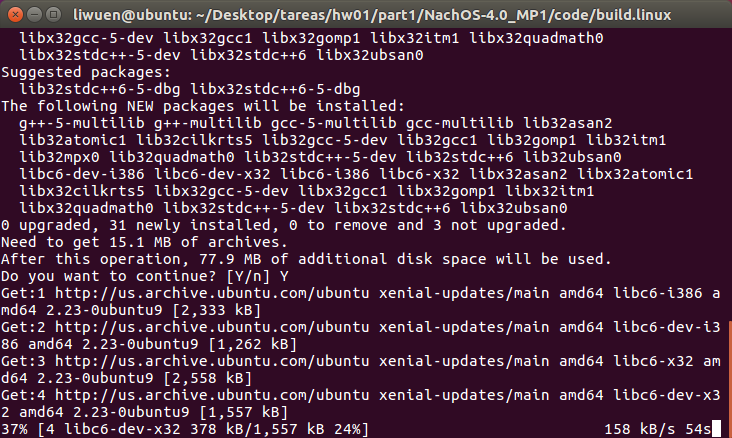 liwuen@ubuntu: ~/Desktop/tareas/hw01/part1/NachOS-4.0_MP1/code/build.linux
libx32gcc-5-dev libx32gcc1 libx32gomp1 libx32itm1 libx32quadmath0
libx32stdc++-5-dev libx32stdc++6 libx32ubsan0
Suggested packages:
lib32stdc++6-5-dbg libx32stdc++6-5-dbg
The following NEW packages will be installed:
g++-5-multilib g++-multilib gcc-5-multilib gcc-multilib lib32asan2
lib32atomic1 lib32cilkrts5 lib32gcc-5-dev lib32gcc1 lib32gomp1 lib32itm1
lib32mpx0 lib32quadmath0 lib32stdc++-5-dev lib32stdc++6 lib32ubsan0
libc6-dev-i386 libc6-dev-x32 libc6-i386 libc6-x32 libx32asan2 libx32atomic1
libx32cilkrts5 libx32gcc-5-dev libx32gcc1 libx32gomp1 libx32itm1
libx32quadmath0 libx32stdc++-5-dev libx32stdc++6 libx32ubsan0
0 upgraded, 31 newly installed, 0 to remove and 3 not upgraded.
Need to get 15.1 MB of archives.
After this operation, 77.9 MB of additional disk space will be used.
Do you want to continue? [Y/n] Y
Get:1 http://us.archive.ubuntu.com/ubuntu xenial-updates/main amd64 libc6-i386 a
md64 2.23-0ubuntu9 [2,333 kB]
Get:2 http://us.archive.ubuntu.com/ubuntu xenial-updates/main amd64 libc6-dev-i3
86 amd64 2.23-0ubuntu9 [1,262 kB]
Get:3 http://us.archive.ubuntu.com/ubuntu xenial-updates/main amd64 libc6-x32 am
d64 2.23-0ubuntu9 [2,558 kB]
Get:4 http://us.archive.ubuntu.com/ubuntu xenial-updates/main amd64 libc6-dev-x3
2 amd64 2.23-0ubuntu9 [1,557 kB]
37% [4 libc6-dev-x32 378 kB/1,557 kB 24%] 158 kB/s 54s